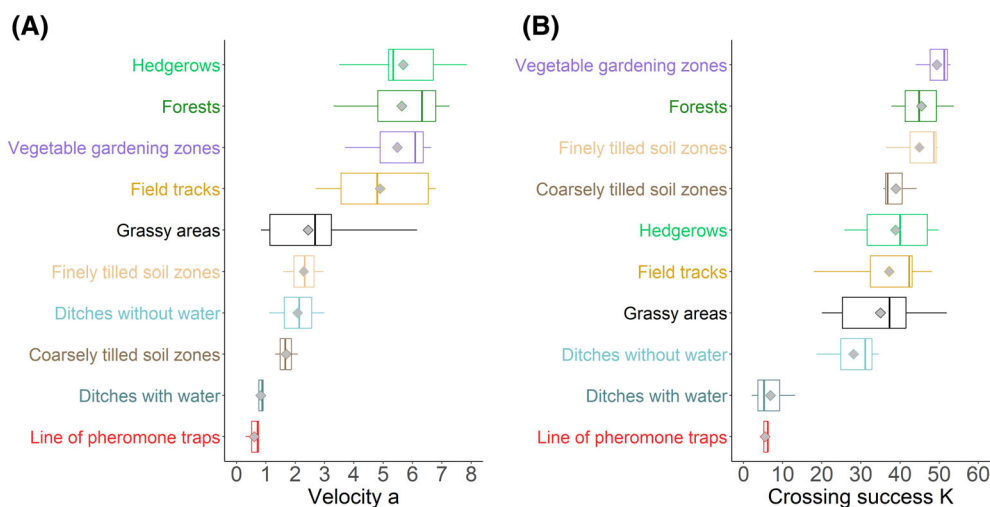 (A)
Hedgerows
Forests
Vegetable gardening zones
Field tracks
Grassy areas
Finely tilled soil zones
Ditches without water
Coarsely tilled soil zones
Ditches with water
Line of pheromone traps
0 1 2 3 4 5 6 7 8
Velocity a
(B)
Vegetable gardening zones
Forests
Finely tilled soil zones
Coarsely tilled soil zones
Hedgerows
Field tracks
Grassy areas
Ditches without water
Ditches with water
Line of pheromone traps
0 10 20 30 40 50 60
Crossing success K